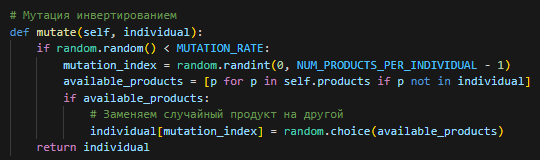 # Мутация инвертированием
def mutate(self, individual):
    if random.random() < MUTATION_RATE:
        mutation_index = random.randint(0, NUM_PRODUCTS_PER_INDIVIDUAL - 1)
        available_products = [p for p in self.products if p not in individual]
        if available_products:
            # Заменяем случайный продукт на другой
            individual[mutation_index] = random.choice(available_products)
    return individual